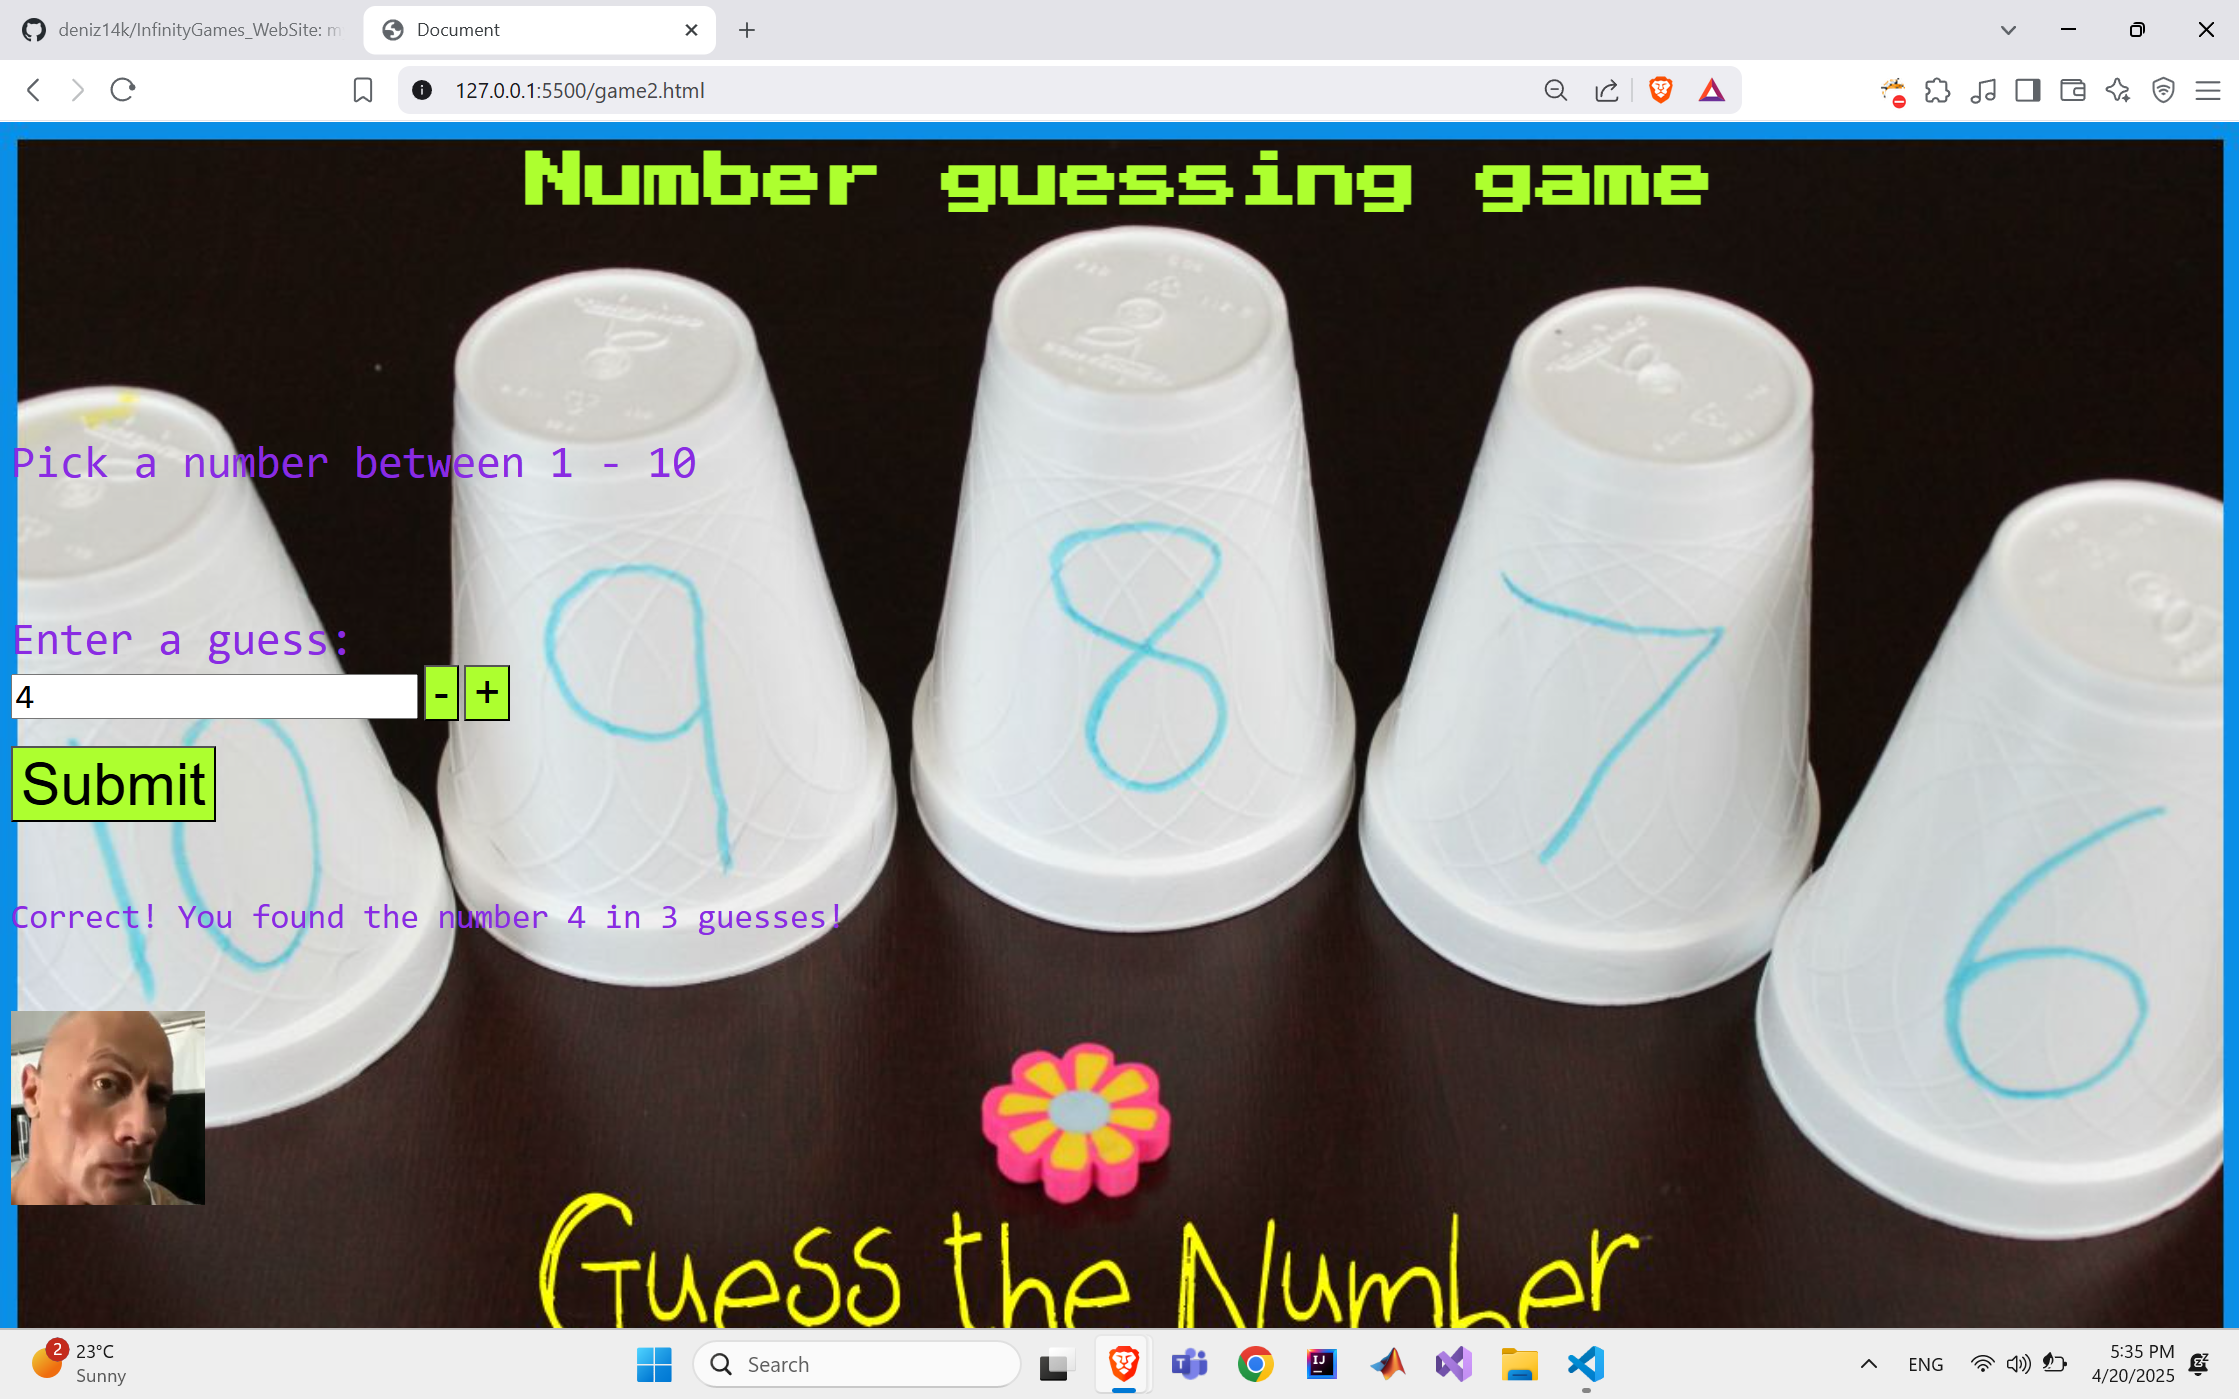 deniz14k/InfinityGames_WebSite: m
Document
127.0.0.1:5500/game2.html
Number guessing game
Pick a number between 1 - 10
Enter a guess:
4 - +
Submit
10 9 8 7 6
Correct! You found the number 4 in 3 guesses!
Guess the Number
2
23°C
Sunny
Search
T
IJ
ENG
5:35 PM
4/20/2025